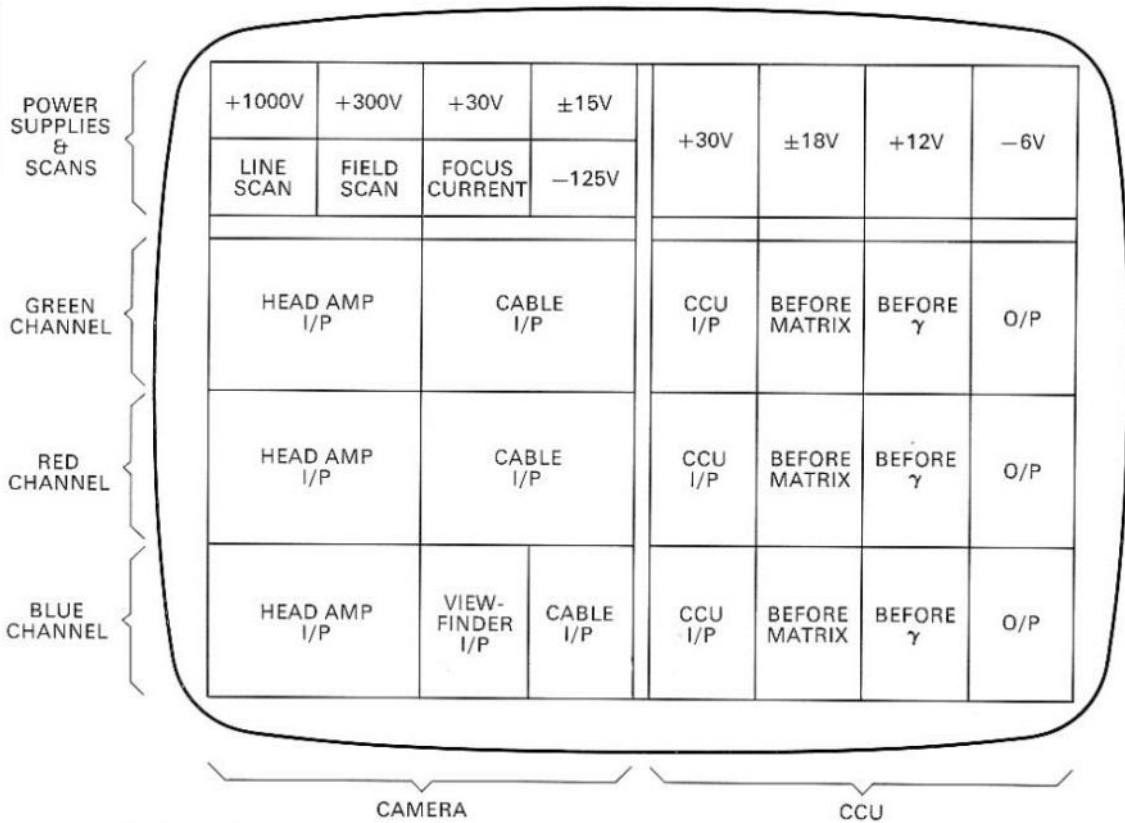 POWER
SUPPLIES
&
SCANS
+1000V
+300V
+30V
±15V
LINE
SCAN
FIELD
SCAN
FOCUS
CURRENT
−125V
+30V
±18V
+12V
−6V
GREEN
CHANNEL
HEAD AMP
I/P
CABLE
I/P
CCU
I/P
BEFORE
MATRIX
BEFORE
γ
O/P
RED
CHANNEL
HEAD AMP
I/P
CABLE
I/P
CCU
I/P
BEFORE
MATRIX
BEFORE
γ
O/P
BLUE
CHANNEL
HEAD AMP
I/P
VIEW-
FINDER
I/P
CABLE
I/P
CCU
I/P
BEFORE
MATRIX
BEFORE
γ
O/P
CAMERA
CCU